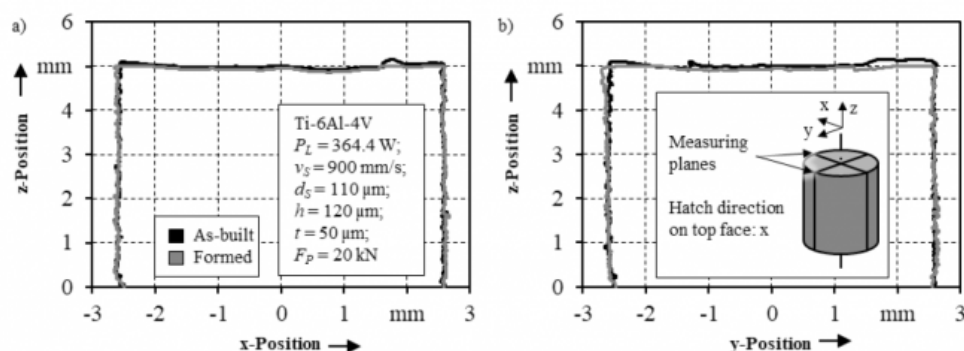 a)
6
mm
4
3
2
1
0
z-Position
Ti-6Al-4V
P_L = 364.4 W;
v_S = 900 mm/s;
d_S = 110 μm;
h = 120 μm;
t = 50 μm;
F_P = 20 kN
As-built
Formed
-3 -2 -1 0 1 mm 3
x-Position
b)
6
mm
4
3
2
1
0
z-Position
x
z
y
Measuring
planes
Hatch direction
on top face: x
-3 -2 -1 0 1 mm 3
y-Position